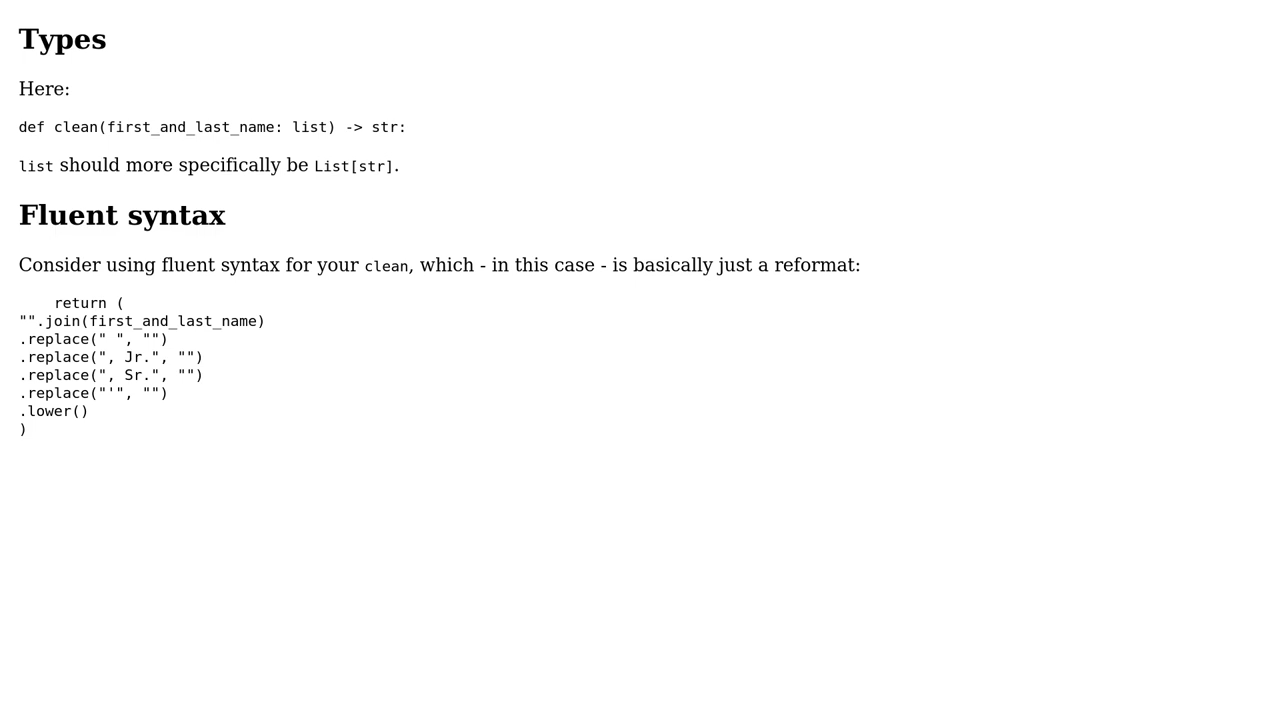 Types
Here:
def clean(first_and_last_name: list) -> str:
list should more specifically be List[str].
Fluent syntax
Consider using fluent syntax for your clean, which - in this case - is basically just a reformat:
    return (
"".join(first_and_last_name)
.replace(" ", "")
.replace(", Jr.", "")
.replace(", Sr.", "")
.replace("'", "")
.lower()
)